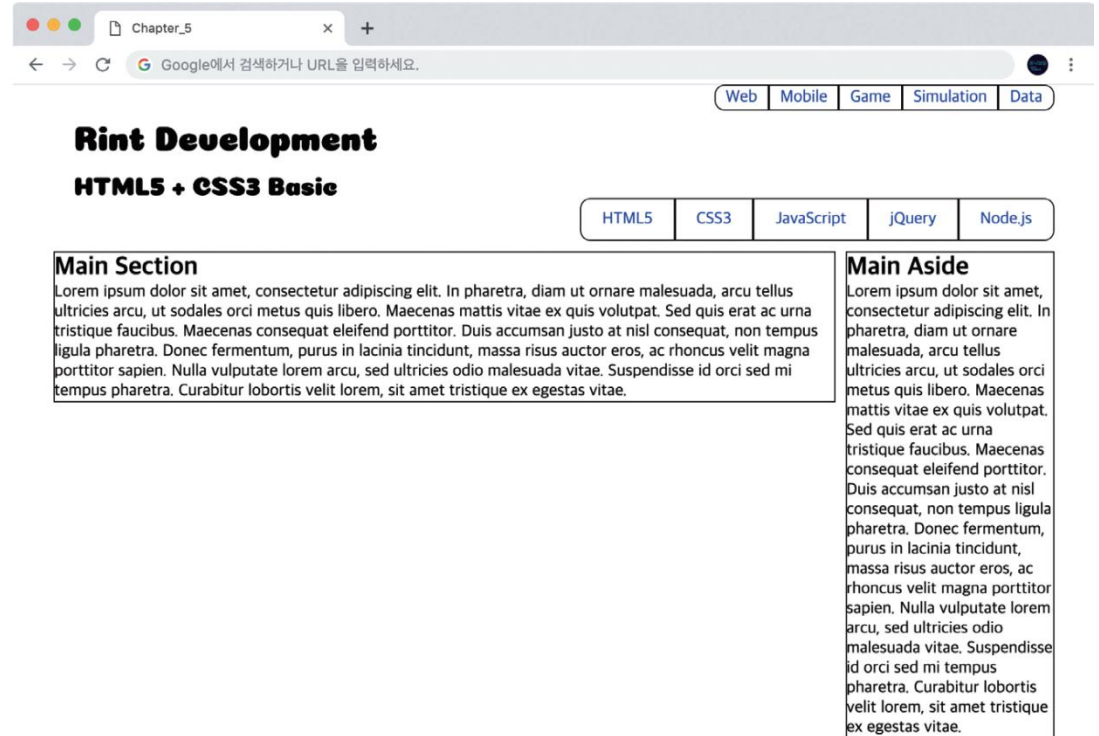 Chapter_5
Google에서 검색하거나 URL을 입력하세요.
Web Mobile Game Simulation Data
Rint Development
HTML5 + CSS3 Basic
HTML5 CSS3 JavaScript jQuery Node.js
Main Section
Lorem ipsum dolor sit amet, consectetur adipiscing elit. In pharetra, diam ut ornare malesuada, arcu tellus
ultricies arcu, ut sodales orci metus quis libero. Maecenas mattis vitae ex quis volutpat. Sed quis erat ac urna
tristique faucibus. Maecenas consequat eleifend porttitor. Duis accumsan justo at nisl consequat, non tempus
ligula pharetra. Donec fermentum, purus in lacinia tincidunt, massa risus auctor eros, ac rhoncus velit magna
porttitor sapien. Nulla vulputate lorem arcu, sed ultricies odio malesuada vitae. Suspendisse id orci sed mi
tempus pharetra. Curabitur lobortis velit lorem, sit amet tristique ex egestas vitae.
Main Aside
Lorem ipsum dolor sit amet,
consectetur adipiscing elit. In
pharetra, diam ut ornare
malesuada, arcu tellus
ultricies arcu, ut sodales orci
metus quis libero. Maecenas
mattis vitae ex quis volutpat.
Sed quis erat ac urna
tristique faucibus. Maecenas
consequat eleifend porttitor.
Duis accumsan justo at nisl
consequat, non tempus ligula
pharetra. Donec fermentum,
purus in lacinia tincidunt,
massa risus auctor eros, ac
rhoncus velit magna porttitor
sapien. Nulla vulputate lorem
arcu, sed ultricies odio
malesuada vitae. Suspendisse
id orci sed mi tempus
pharetra. Curabitur lobortis
velit lorem, sit amet tristique
ex egestas vitae.